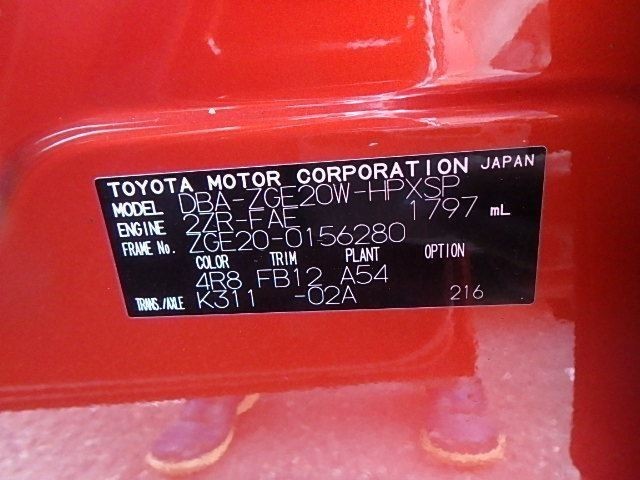 TOYOTA MOTOR CORPORATION JAPAN
MODEL DBA-ZGE20W-HPXSP
ENGINE 2ZR-FAE 1797 mL
FRAME No. ZGE20-0156280
COLOR TRIM PLANT OPTION
4R8 FB12 A54
TRANS./AXLE K311 -02A 216